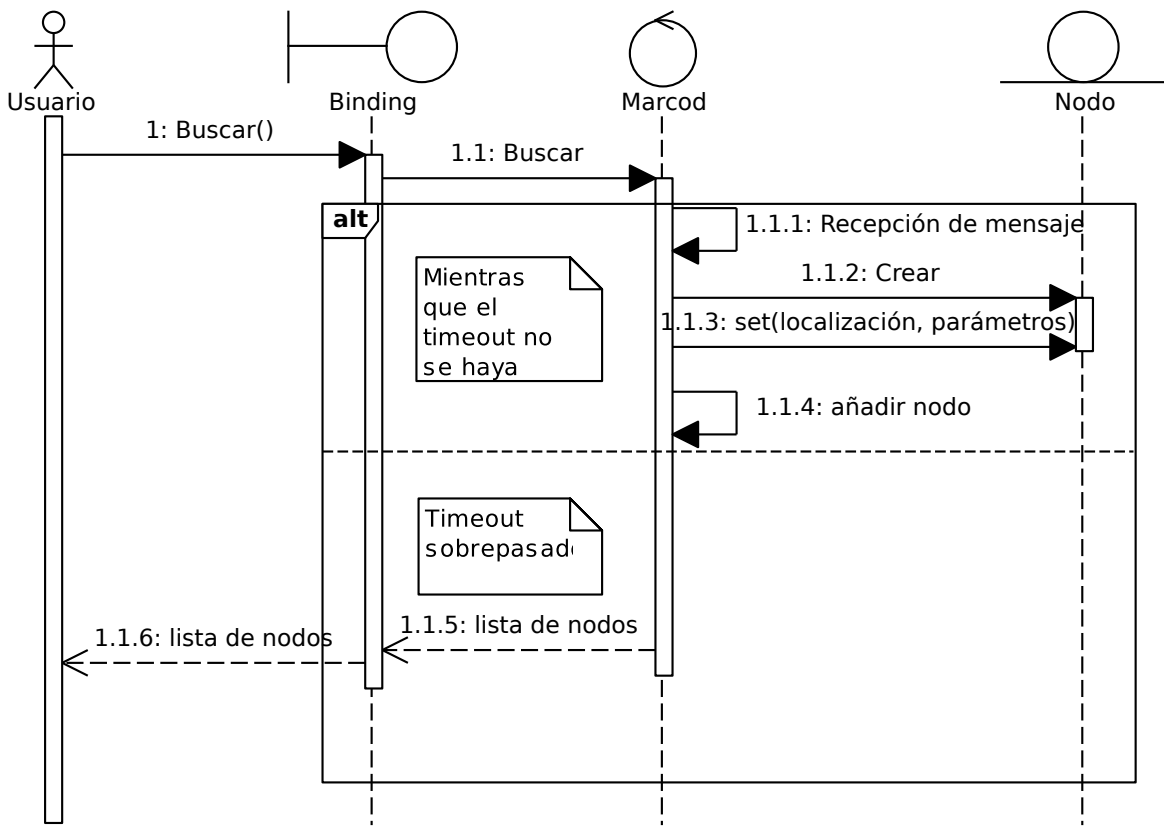 Usuario
Binding
Marcod
Nodo
1: Buscar()
1.1: Buscar
alt
1.1.1: Recepción de mensaje
Mientras
que el
timeout no
se haya
1.1.2: Crear
1.1.3: set(localización, parámetros)
1.1.4: añadir nodo
Timeout
1.1.5: lista de nodos
1.1.6: lista de nodos